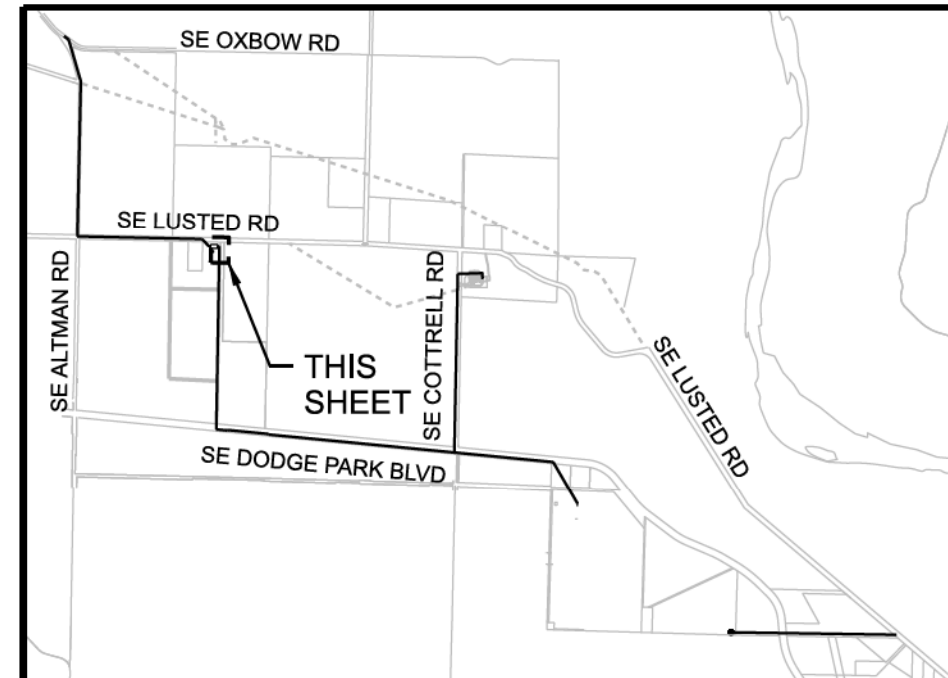 SE OXBOW RD
SE LUSTED RD
SE ALTMAN RD
THIS
SHEET
SE COTTRELL RD
SE LUSTED RD
SE DODGE PARK BLVD